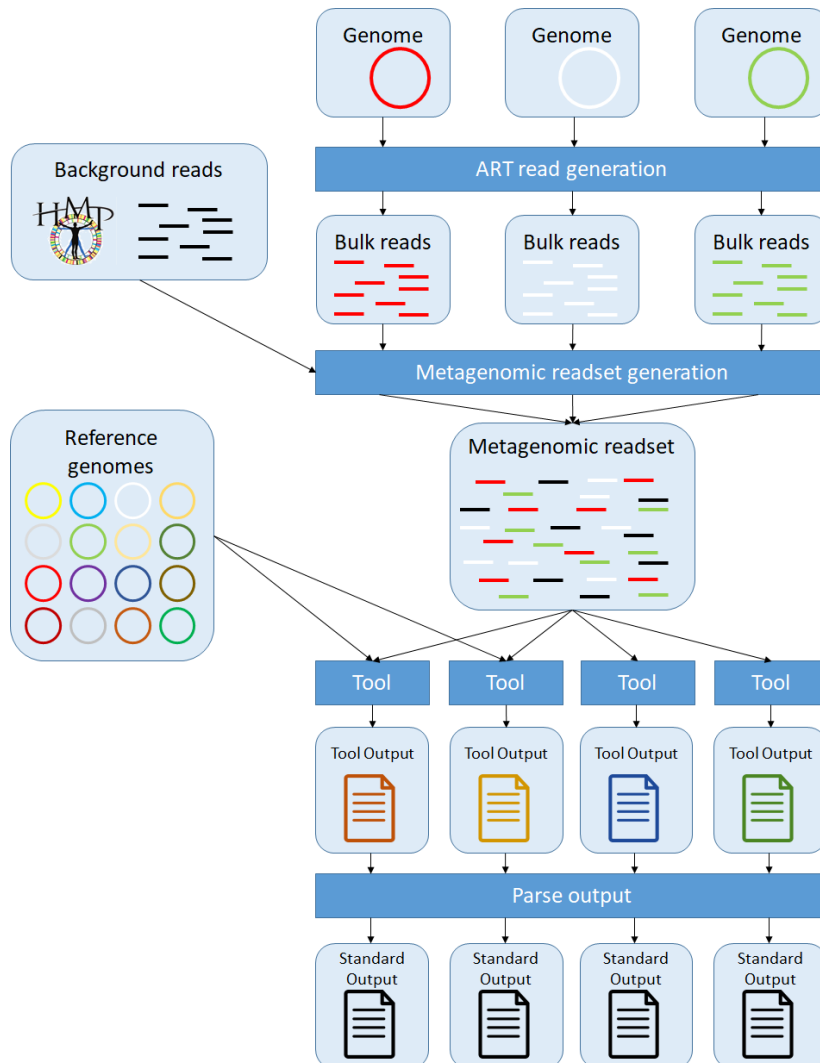 Genome
Genome
Genome
ART read generation
Background reads
HMP
Bulk reads
Bulk reads
Bulk reads
Metagenomic readset generation
Reference
genomes
Metagenomic readset
Tool
Tool
Tool
Tool
Tool Output
Tool Output
Tool Output
Tool Output
Parse output
Standard
Output
Standard
Output
Standard
Output
Standard
Output